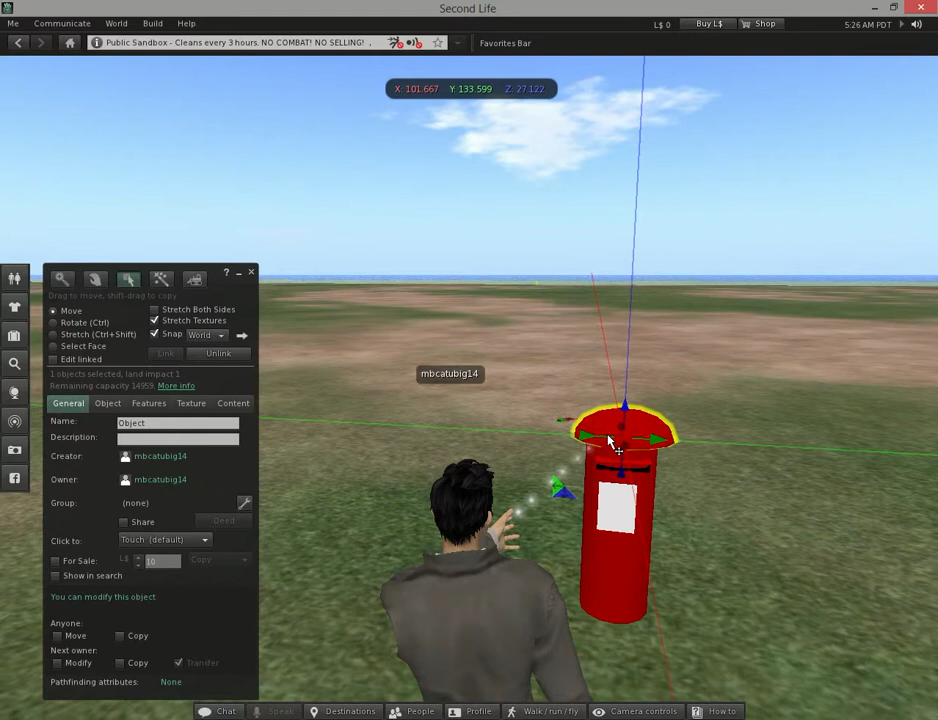 Second Life
Me Communicate World Build Help L$ 0 Buy L$ Shop 5:26 AM PDT
Public Sandbox - Cleans every 3 hours. NO COMBAT! NO SELLING! , Favorites Bar
X: 101.667 Y: 133.599 Z: 27.122
?
Drag to move, shift-drag to copy
Move
Stretch Both Sides
Rotate (Ctrl)
Stretch Textures
Stretch (Ctrl+Shift)
Snap World
Select Face
Link Unlink
Edit linked
1 objects selected, land impact 1
Remaining capacity 14959. More info
General Object Features Texture Content
Name: Object
Description:
Creator: mbcatubig14
Owner: mbcatubig14
Group: (none)
Share Deed
Click to: Touch (default)
For Sale: L$ 10 Copy
Show in search
You can modify this object
Anyone:
Move Copy
Next owner:
Modify Copy Transfer
Pathfinding attributes: None
mbcatubig14
Chat Speak Destinations People Profile Walk / run / fly Camera controls How to